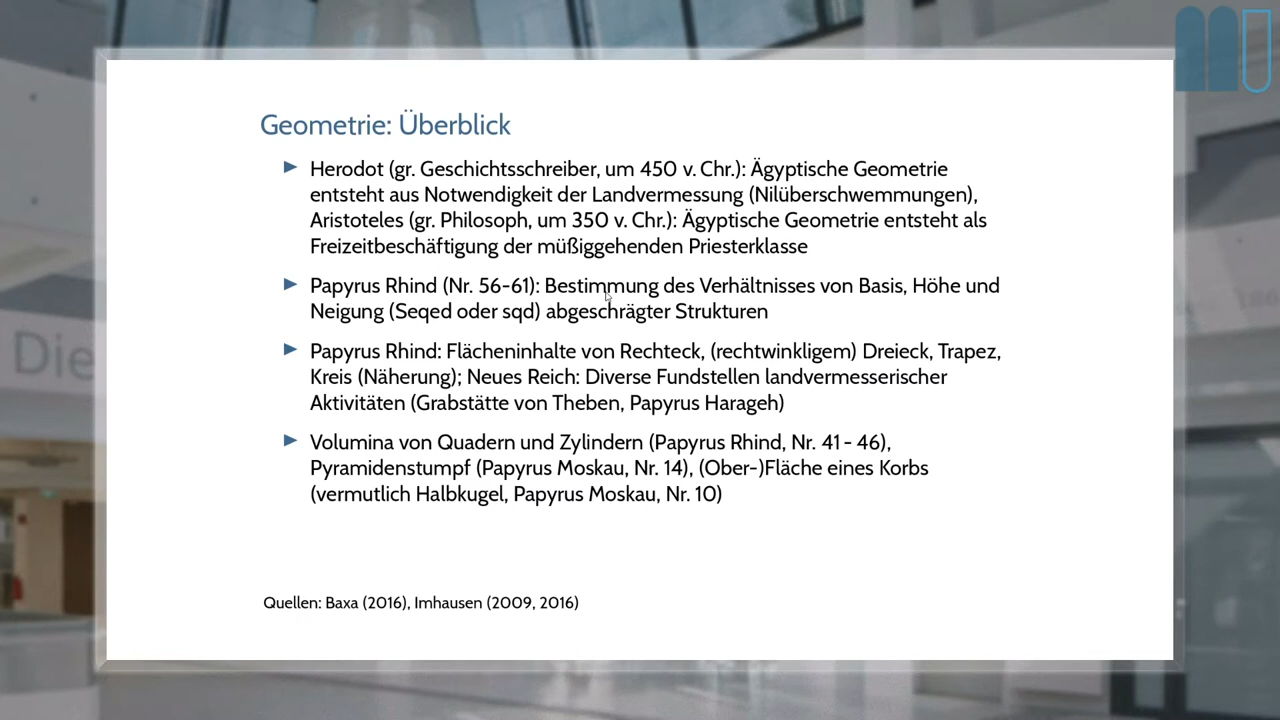 Geometrie: Überblick
Herodot (gr. Geschichtsschreiber, um 450 v. Chr.): Ägyptische Geometrie
entsteht aus Notwendigkeit der Landvermessung (Nilüberschwemmungen),
Aristoteles (gr. Philosoph, um 350 v. Chr.): Ägyptische Geometrie entsteht als
Freizeitbeschäftigung der müßiggehenden Priesterklasse
Papyrus Rhind (Nr. 56-61): Bestimmung des Verhältnisses von Basis, Höhe und
Neigung (Seqed oder sqd) abgeschrägter Strukturen
Papyrus Rhind: Flächeninhalte von Rechteck, (rechtwinkligem) Dreieck, Trapez,
Kreis (Näherung); Neues Reich: Diverse Fundstellen landvermesserischer
Aktivitäten (Grabstätte von Theben, Papyrus Harageh)
Volumina von Quadern und Zylindern (Papyrus Rhind, Nr. 41 - 46),
Pyramidenstumpf (Papyrus Moskau, Nr. 14), (Ober-)Fläche eines Korbs
(vermutlich Halbkugel, Papyrus Moskau, Nr. 10)
Quellen: Baxa (2016), Imhausen (2009, 2016)
Die